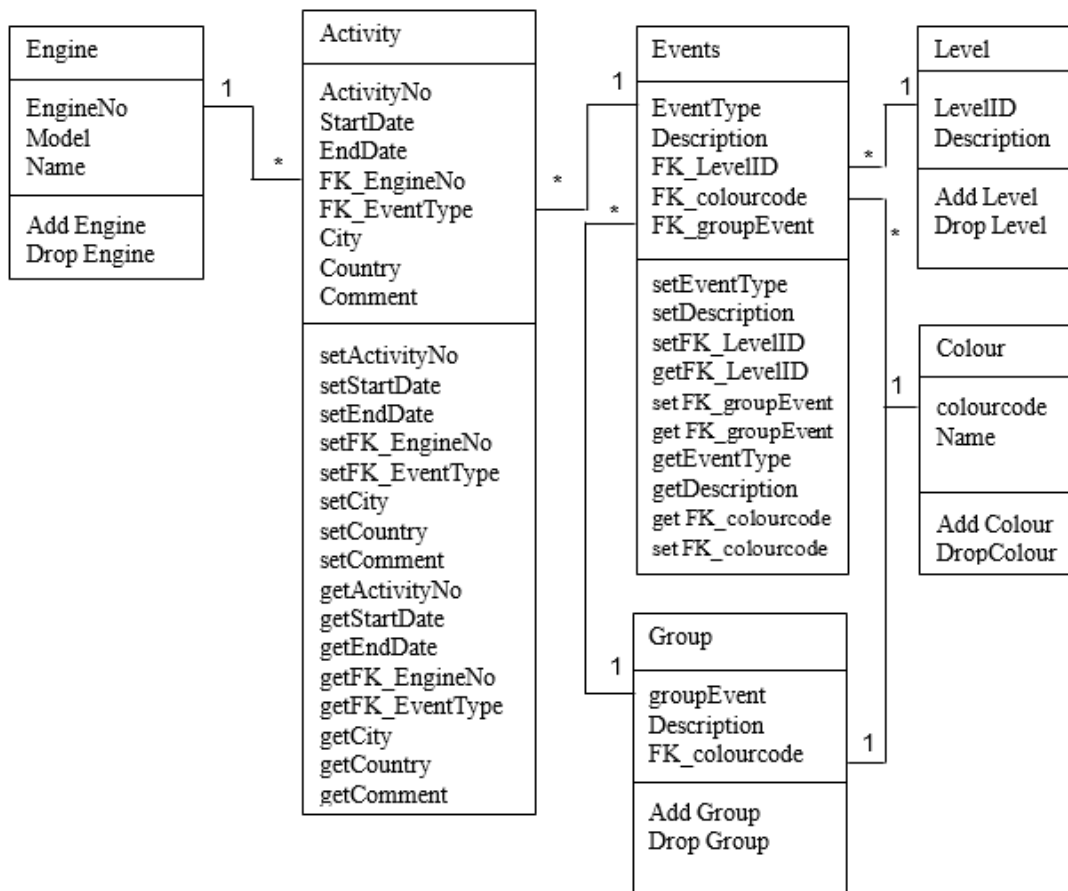 Engine
EngineNo
Model
Name
Add Engine
Drop Engine
1
*
Activity
ActivityNo
StartDate
EndDate
FK_EngineNo
FK_EventType
City
Country
Comment
setActivityNo
setStartDate
setEndDate
setFK_EngineNo
setFK_EventType
setCity
setCountry
setComment
getActivityNo
getStartDate
getEndDate
getFK_EngineNo
getFK_EventType
getCity
getCountry
getComment
1
*
Events
EventType
Description
FK_LevelID
FK_colourcode
FK_groupEvent
setEventType
setDescription
setFK_LevelID
getFK_LevelID
set FK_groupEvent
get FK_groupEvent
getEventType
getDescription
get FK_colourcode
set FK_colourcode
*
1
1
*
*
1
1
Level
LevelID
Description
Add Level
Drop Level
Colour
colourcode
Name
Add Colour
DropColour
Group
groupEvent
Description
FK_colourcode
Add Group
Drop Group